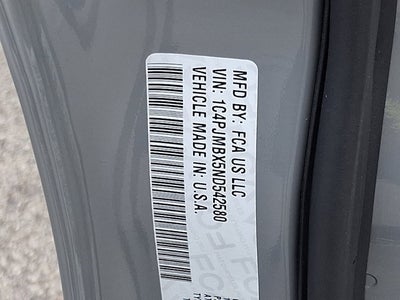 MFD. BY: FCA US LLC
VIN: 1C4PJMBX5ND542580
VEHICLE MADE IN: U.S.A.